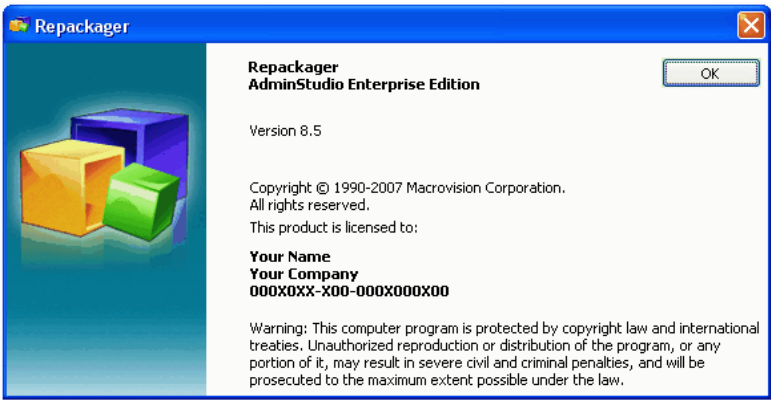 Repackager
Repackager
AdminStudio Enterprise Edition
OK
Version 8.5
Copyright © 1990-2007 Macrovision Corporation.
All rights reserved.
This product is licensed to:
Your Name
Your Company
000X0XX-X00-000X000X00
Warning: This computer program is protected by copyright law and international
treaties. Unauthorized reproduction or distribution of the program, or any
portion of it, may result in severe civil and criminal penalties, and will be
prosecuted to the maximum extent possible under the law.